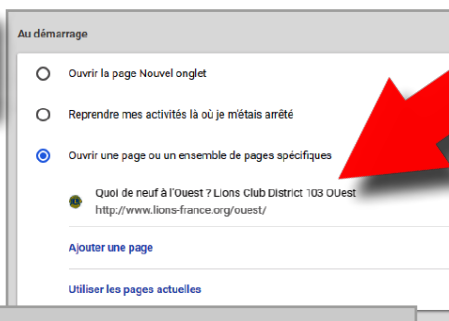 Au démarrage
Ouvrir la page Nouvel onglet
Reprendre mes activités là où je m'étais arrêté
Ouvrir une page ou un ensemble de pages spécifiques
Quoi de neuf à l'Ouest ? Lions Club District 103 OUest
http://www.lions-france.org/ouest/
Ajouter une page
Utiliser les pages actuelles